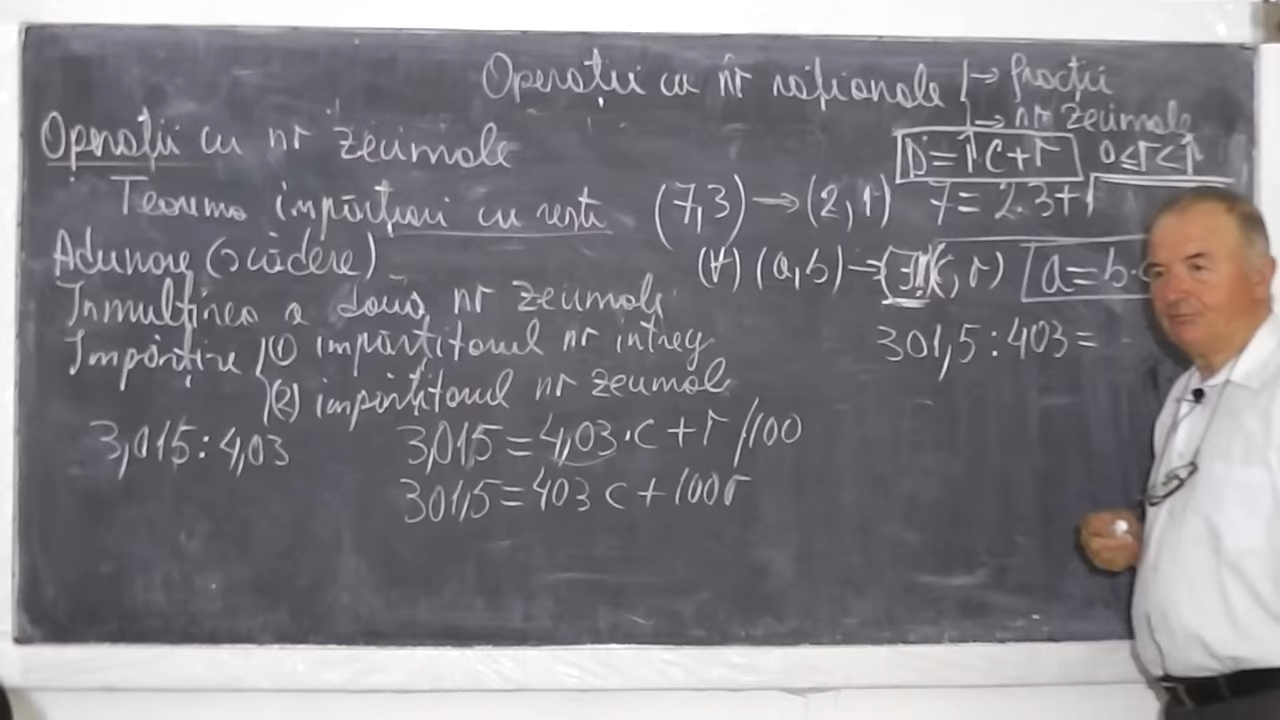 Operații cu nr raționale → fracții
→ nr zecimale
Operații cu nr zecimale
D=Î·C+r 0≤r<Î
Teorema împărțirii cu rest (7,3)→(2,1) 7=2·3+1
Adunare (scădere) (∀) (a,b)→(∃!)(c,r) a=b·c
Înmulținea a două nr zecimale
Împărțire (1) împărțitorul nr întreg 301,5:403=
(2) împărțitorul nr zecimal
3,015:4,03 3,015=4,03·c+r /100
301,5=403c+100r